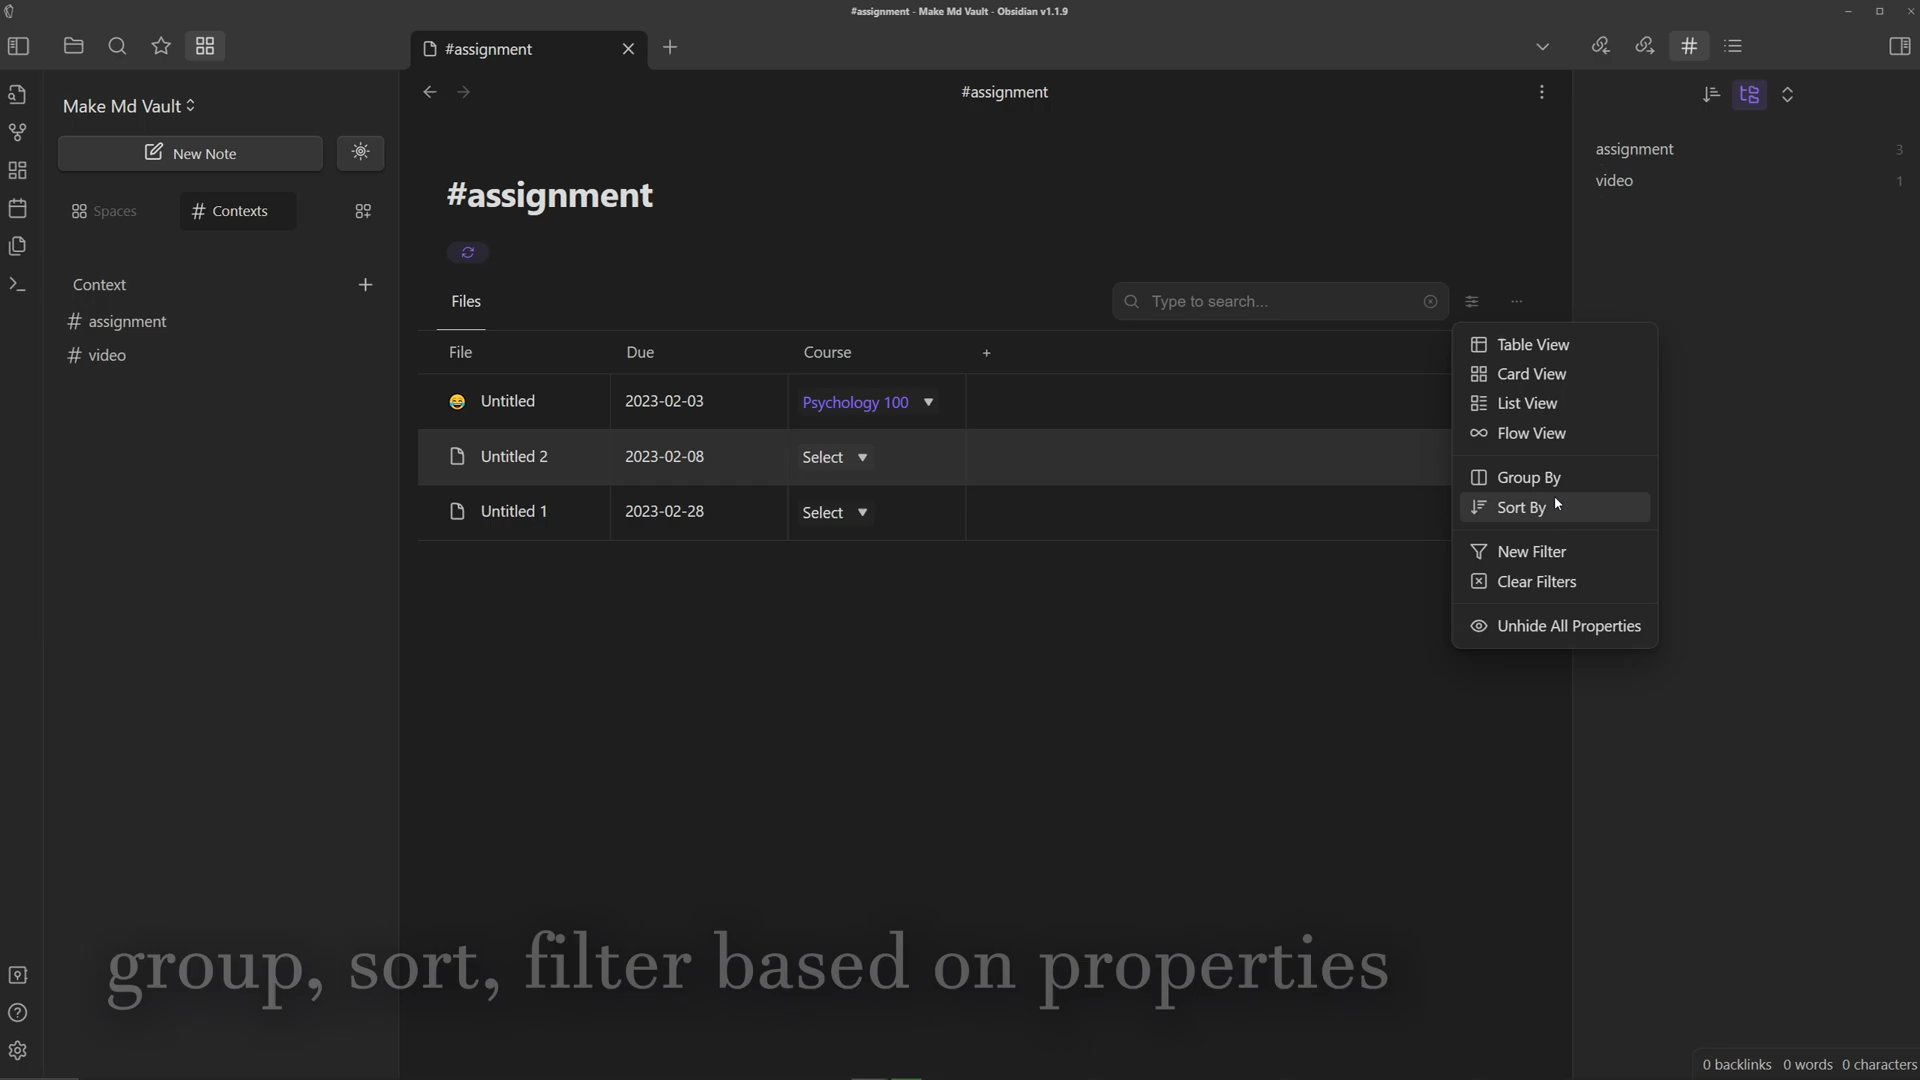 #assignment - Make Md Vault - Obsidian v1.1.9
#assignment
#assignment
Make Md Vault
New Note
Spaces
Contexts
Context
# assignment
# video
#assignment
Files
Type to search...
File Due Course +
😂 Untitled 2023-02-03 Psychology 100
Untitled 2 2023-02-08 Select
Untitled 1 2023-02-28 Select
Table View
Card View
List View
Flow View
Group By
Sort By
New Filter
Clear Filters
Unhide All Properties
assignment 3
video 1
group, sort, filter based on properties
0 backlinks 0 words 0 characters